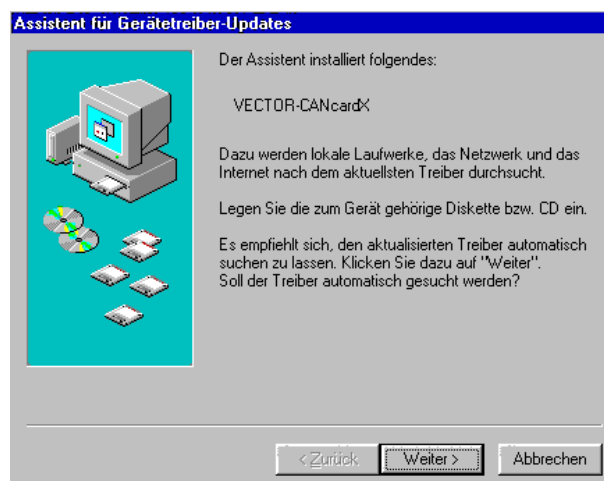 Assistent für Gerätetreiber-Updates
Der Assistent installiert folgendes:
VECTOR-CANcardX
Dazu werden lokale Laufwerke, das Netzwerk und das
Internet nach dem aktuellsten Treiber durchsucht.
Legen Sie die zum Gerät gehörige Diskette bzw. CD ein.
Es empfiehlt sich, den aktualisierten Treiber automatisch
suchen zu lassen. Klicken Sie dazu auf "Weiter".
Soll der Treiber automatisch gesucht werden?
< Zurück Weiter > Abbrechen